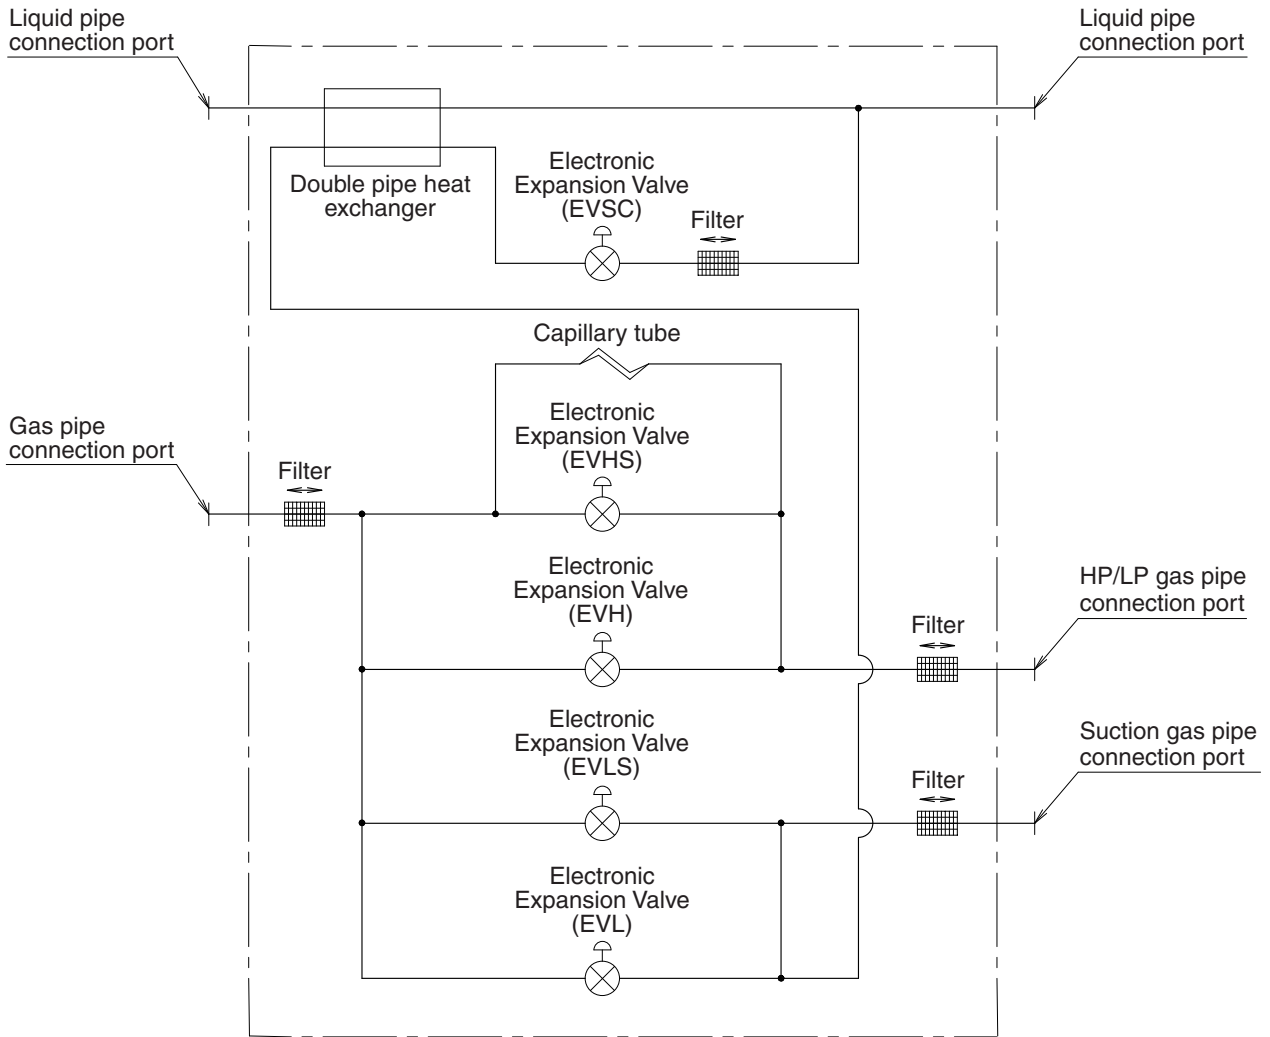 Liquid pipe
connection port
Liquid pipe
connection port
Double pipe heat
exchanger
Electronic
Expansion Valve
(EVSC)
Filter
Capillary tube
Gas pipe
connection port
Filter
Electronic
Expansion Valve
(EVHS)
Electronic
Expansion Valve
(EVH)
HP/LP gas pipe
connection port
Filter
Electronic
Expansion Valve
(EVLS)
Suction gas pipe
connection port
Filter
Electronic
Expansion Valve
(EVL)